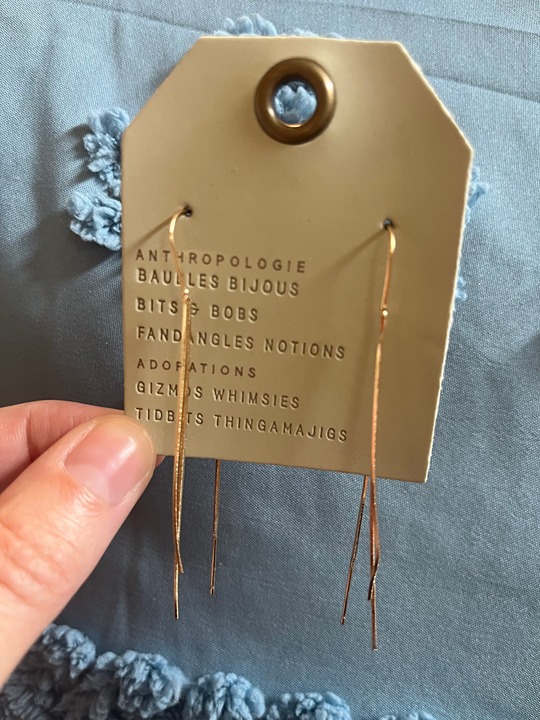 ANTHROPOLOGIE
BAUBLES BIJOUS
BITS & BOBS
FANDANGLES NOTIONS
ADORATIONS
GIZMOS WHIMSIES
TIDBITS THINGAMAJIGS